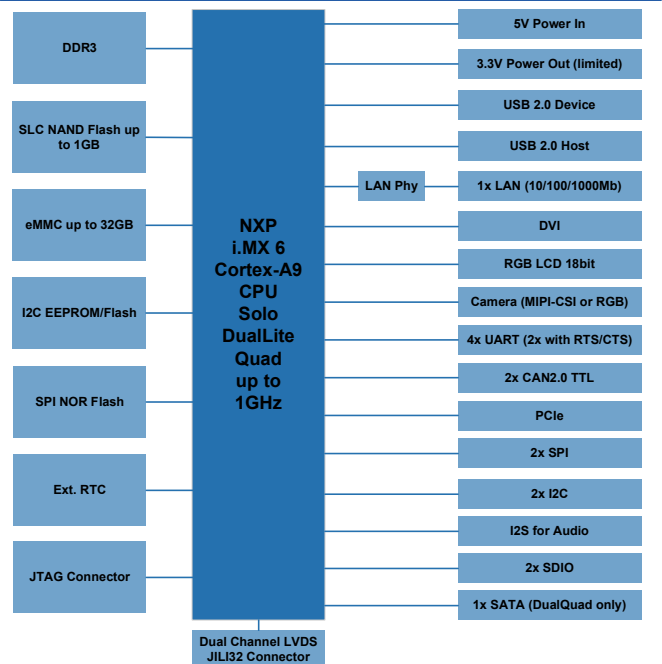 DDR3
SLC NAND Flash up
to 1GB
eMMC up to 32GB
I2C EEPROM/Flash
SPI NOR Flash
Ext. RTC
JTAG Connector
NXP
i.MX 6
Cortex-A9
CPU
Solo
DualLite
Quad
up to
1GHz
Dual Channel LVDS
JILI32 Connector
5V Power In
3.3V Power Out (limited)
USB 2.0 Device
USB 2.0 Host
LAN Phy
1x LAN (10/100/1000Mb)
DVI
RGB LCD 18bit
Camera (MIPI-CSI or RGB)
4x UART (2x with RTS/CTS)
2x CAN2.0 TTL
PCIe
2x SPI
2x I2C
I2S for Audio
2x SDIO
1x SATA (DualQuad only)